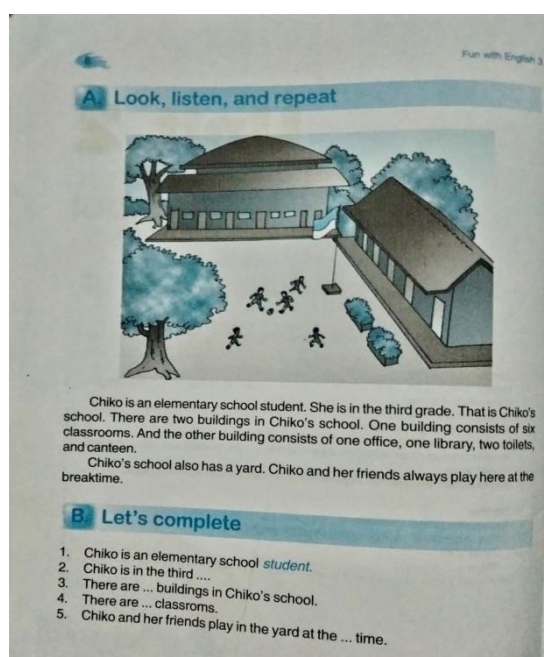 Fun with English 3
A. Look, listen, and repeat
Chiko is an elementary school student. She is in the third grade. That is Chiko's
school. There are two buildings in Chiko's school. One building consists of six
classrooms. And the other building consists of one office, one library, two toilets,
and canteen.
Chiko's school also has a yard. Chiko and her friends always play here at the
breaktime.
B. Let's complete
1. Chiko is an elementary school student.
2. Chiko is in the third ....
3. There are ... buildings in Chiko's school.
4. There are ... classroms.
5. Chiko and her friends play in the yard at the ... time.